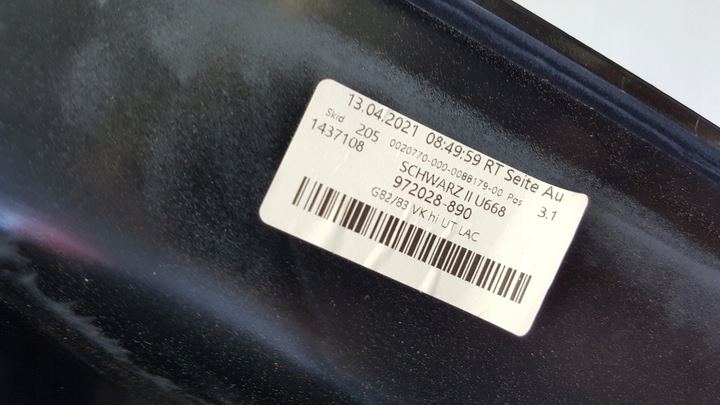 13.04.2021 08:49:59 RT Seite Au
Skid 205 0020770-000-0088179-00 Pos 3.1
1437108
SCHWARZ II U668
972028-890
G82/83 VK hi UT LAC